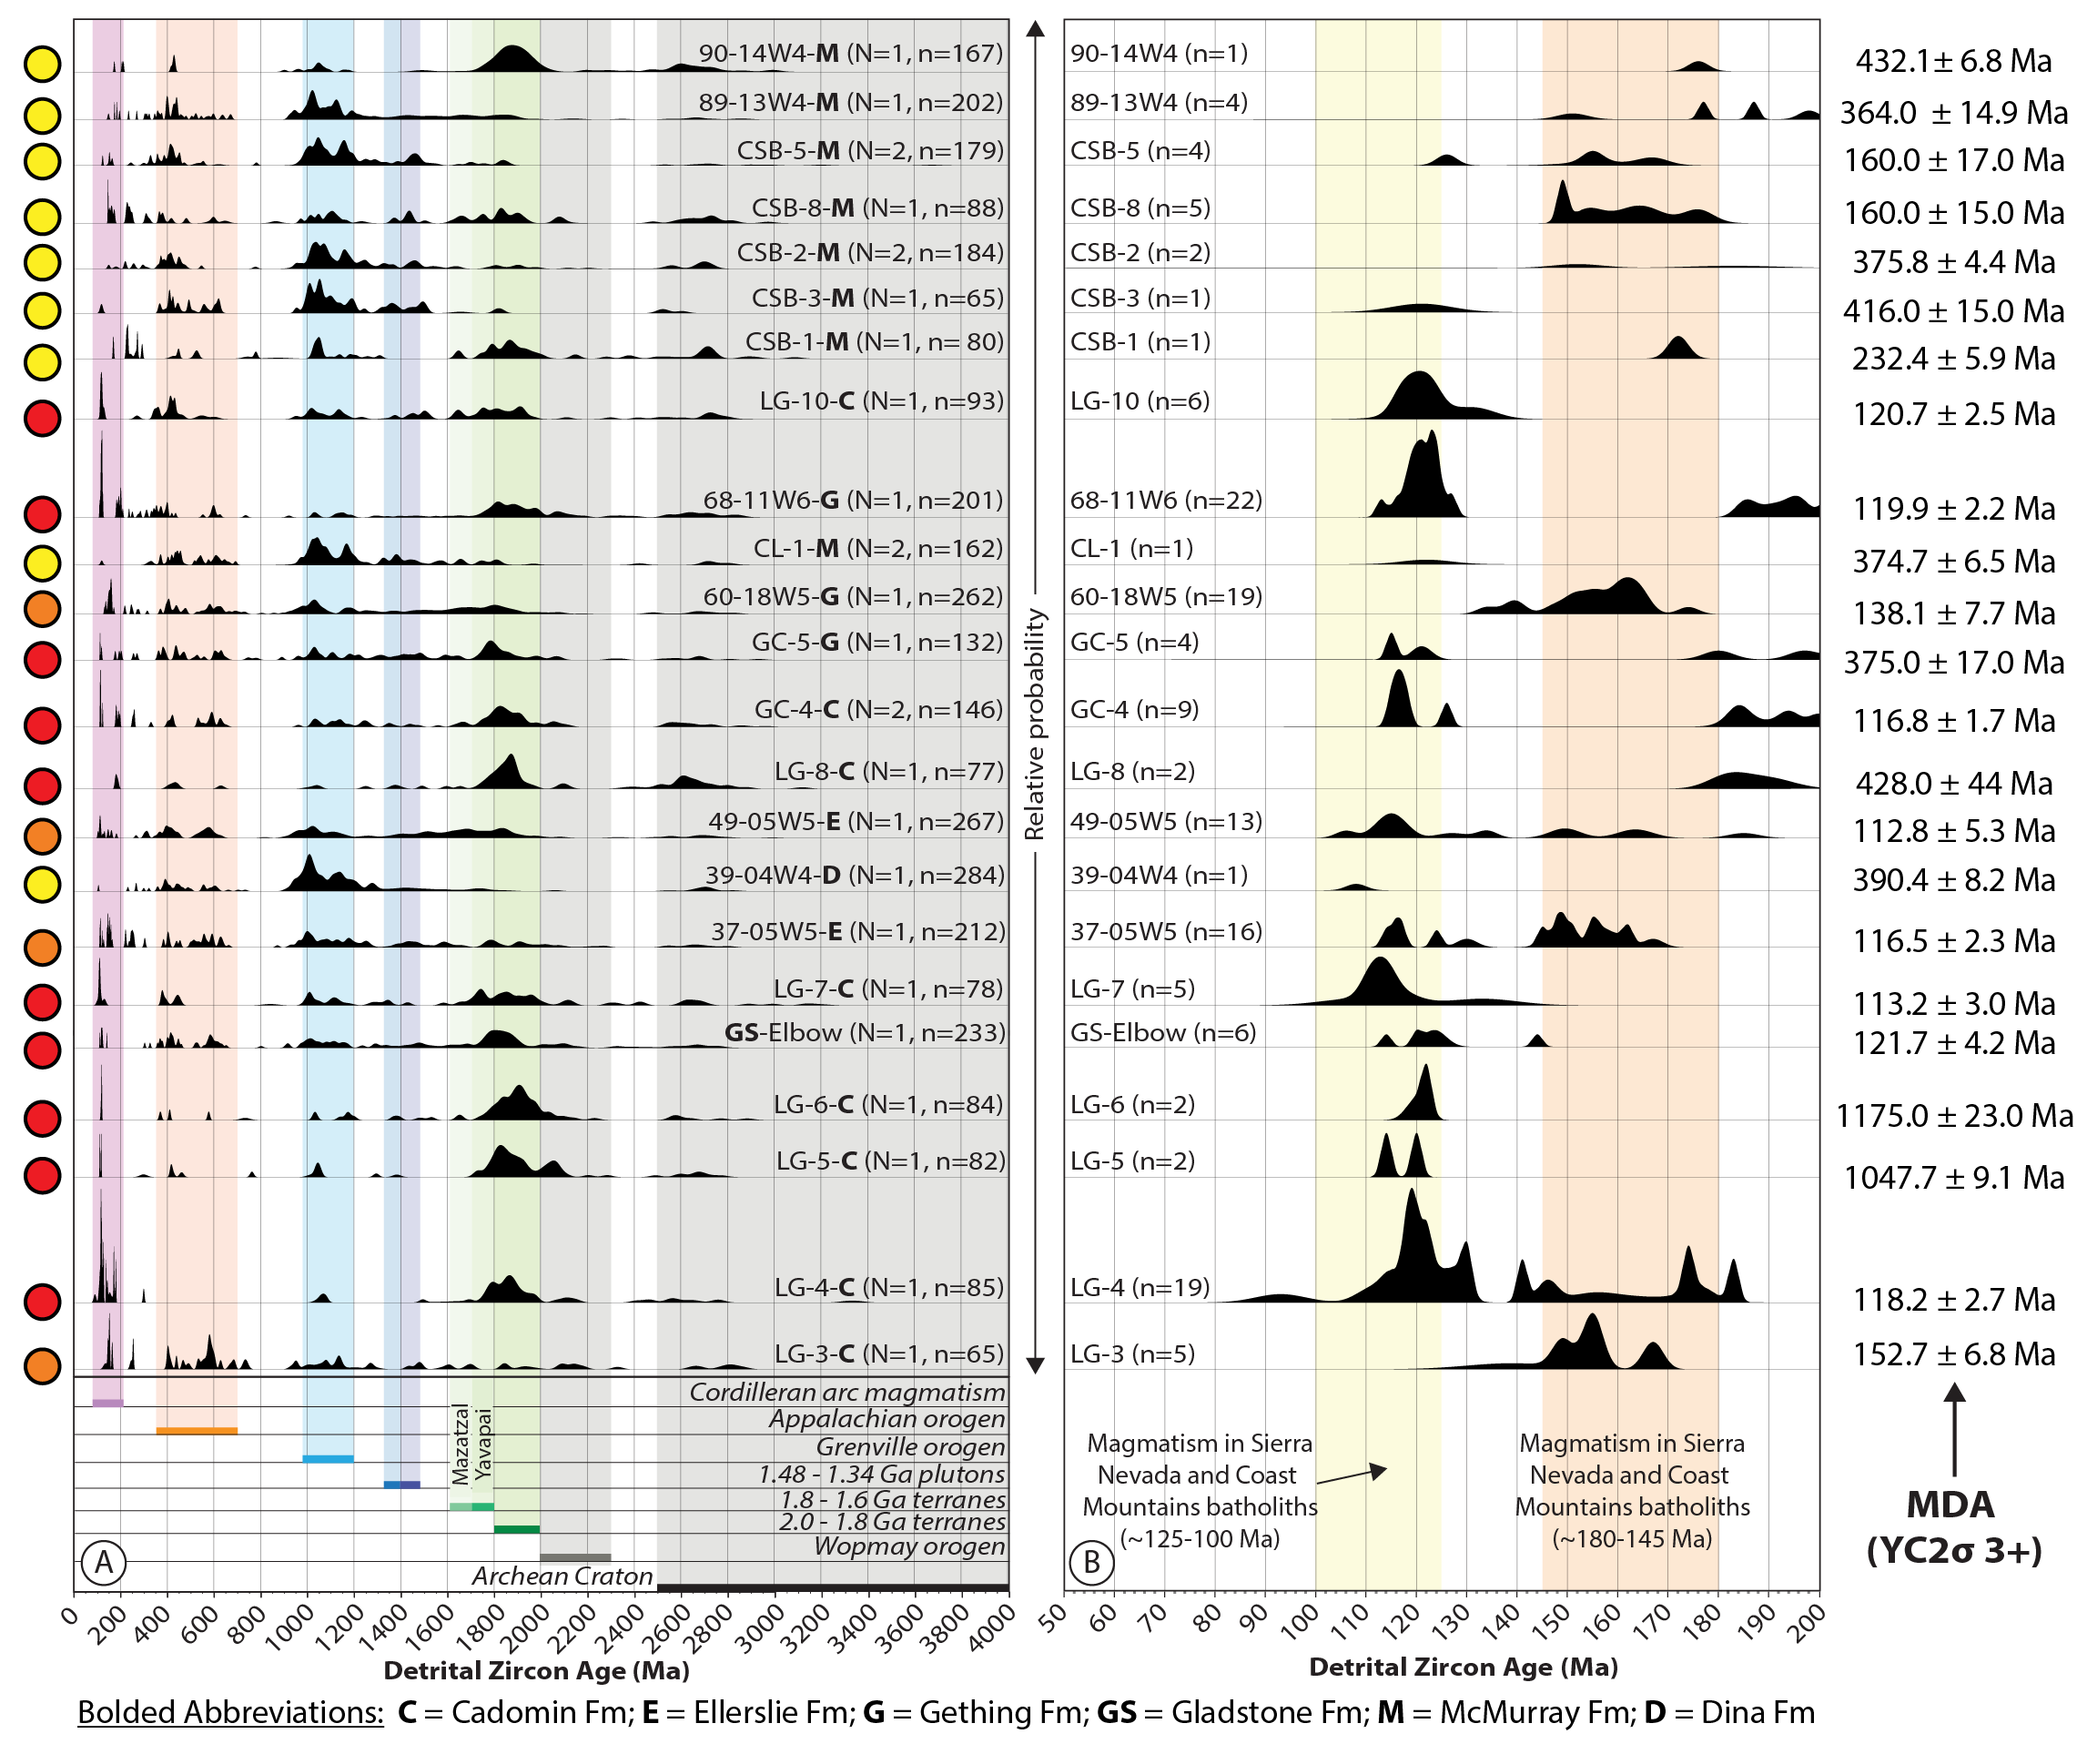 90-14W4-M (N=1, n=167)
89-13W4-M (N=1, n=202)
CSB-5-M (N=2, n=179)
CSB-8-M (N=1, n=88)
CSB-2-M (N=2, n=184)
CSB-3-M (N=1, n=65)
CSB-1-M (N=1, n= 80)
LG-10-C (N=1, n=93)
68-11W6-G (N=1, n=201)
CL-1-M (N=2, n=162)
60-18W5-G (N=1, n=262)
GC-5-G (N=1, n=132)
GC-4-C (N=2, n=146)
LG-8-C (N=1, n=77)
49-05W5-E (N=1, n=267)
39-04W4-D (N=1, n=284)
37-05W5-E (N=1, n=212)
LG-7-C (N=1, n=78)
GS-Elbow (N=1, n=233)
LG-6-C (N=1, n=84)
LG-5-C (N=1, n=82)
LG-4-C (N=1, n=85)
LG-3-C (N=1, n=65)
Cordilleran arc magmatism
Appalachian orogen
Grenville orogen
1.48 - 1.34 Ga plutons
1.8 - 1.6 Ga terranes
2.0 - 1.8 Ga terranes
Wopmay orogen
Archean Craton
Mazatzal
Yavapai
A
0 200 400 600 800 1000 1200 1400 1600 1800 2000 2200 2400 2600 2800 3000 3200 3400 3600 3800 4000
Detrital Zircon Age (Ma)
Relative probability
90-14W4 (n=1)
89-13W4 (n=4)
CSB-5 (n=4)
CSB-8 (n=5)
CSB-2 (n=2)
CSB-3 (n=1)
CSB-1 (n=1)
LG-10 (n=6)
68-11W6 (n=22)
CL-1 (n=1)
60-18W5 (n=19)
GC-5 (n=4)
GC-4 (n=9)
LG-8 (n=2)
49-05W5 (n=13)
39-04W4 (n=1)
37-05W5 (n=16)
LG-7 (n=5)
GS-Elbow (n=6)
LG-6 (n=2)
LG-5 (n=2)
LG-4 (n=19)
LG-3 (n=5)
Magmatism in Sierra
Nevada and Coast
Mountains batholiths
(~125-100 Ma)
Magmatism in Sierra
Nevada and Coast
Mountains batholiths
(~180-145 Ma)
B
50 60 70 80 90 100 110 120 130 140 150 160 170 180 190 200
Detrital Zircon Age (Ma)
432.1± 6.8 Ma
364.0 ± 14.9 Ma
160.0 ± 17.0 Ma
160.0 ± 15.0 Ma
375.8 ± 4.4 Ma
416.0 ± 15.0 Ma
232.4 ± 5.9 Ma
120.7 ± 2.5 Ma
119.9 ± 2.2 Ma
374.7 ± 6.5 Ma
138.1 ± 7.7 Ma
375.0 ± 17.0 Ma
116.8 ± 1.7 Ma
428.0 ± 44 Ma
112.8 ± 5.3 Ma
390.4 ± 8.2 Ma
116.5 ± 2.3 Ma
113.2 ± 3.0 Ma
121.7 ± 4.2 Ma
1175.0 ± 23.0 Ma
1047.7 ± 9.1 Ma
118.2 ± 2.7 Ma
152.7 ± 6.8 Ma
MDA
(YC2σ 3+)
Bolded Abbreviations: C = Cadomin Fm; E = Ellerslie Fm; G = Gething Fm; GS = Gladstone Fm; M = McMurray Fm; D = Dina Fm